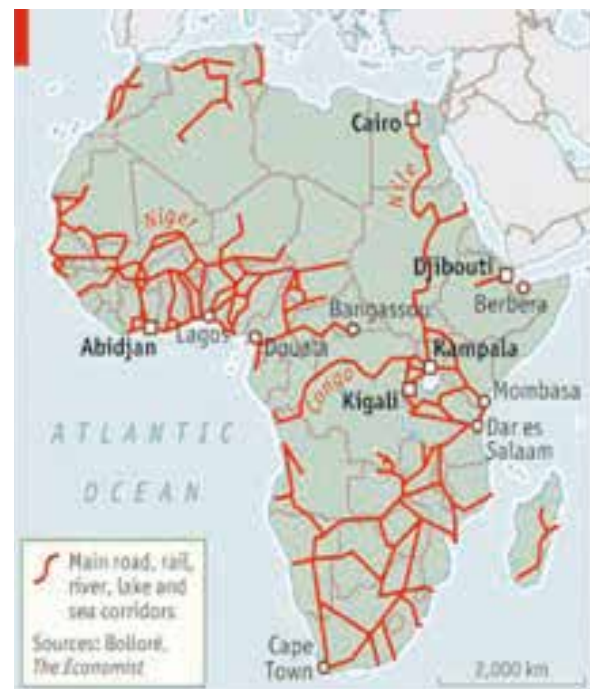 Cairo
Nile
Niger
Djibouti
Berbera
Bangassou
Abidjan
Lagos
Douala
Kampala
Congo
Kigali
Mombasa
Dar es
Salaam
ATLANTIC
OCEAN
Main road, rail,
river, lake and
sea corridors
Sources: Bolloré,
The Economist
Cape
Town
2,000 km